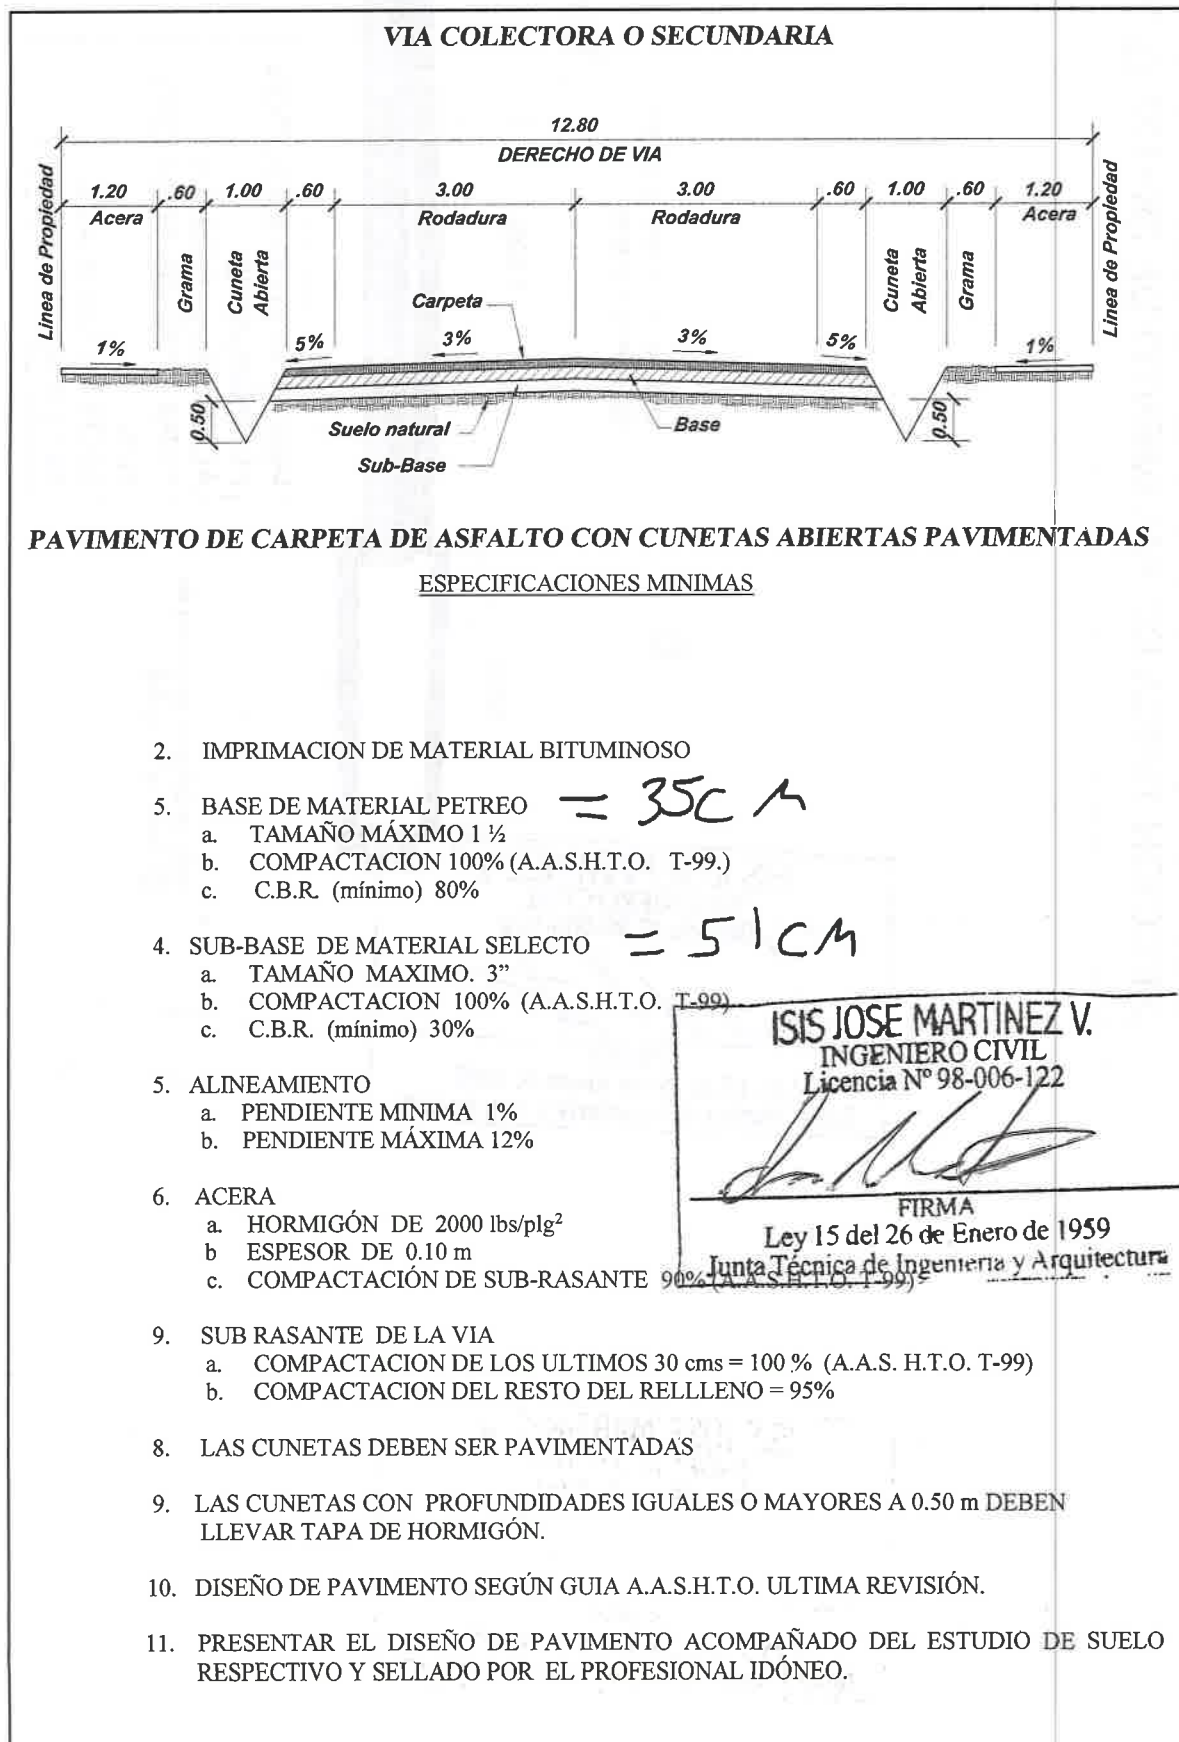 VIA COLECTORA O SECUNDARIA
12.80
DERECHO DE VIA
1.20 .60 1.00 .60 3.00 3.00 .60 1.00 .60 1.20
Acera Rodadura Rodadura Acera
Linea de Propiedad
Grama
Cuneta
Abierta
Cuneta
Abierta
Grama
Linea de Propiedad
Carpeta
1% 5% 3% 3% 5% 1%
0.50
0.50
Suelo natural
Base
Sub-Base
PAVIMENTO DE CARPETA DE ASFALTO CON CUNETAS ABIERTAS PAVIMENTADAS
ESPECIFICACIONES MINIMAS
2. IMPRIMACION DE MATERIAL BITUMINOSO
5. BASE DE MATERIAL PETREO = 35CM
a. TAMAÑO MÁXIMO 1 ½
b. COMPACTACION 100% (A.A.S.H.T.O. T-99.)
c. C.B.R. (mínimo) 80%
4. SUB-BASE DE MATERIAL SELECTO = 51CM
a. TAMAÑO MAXIMO. 3”
b. COMPACTACION 100% (A.A.S.H.T.O. T-99)
c. C.B.R. (mínimo) 30%
ISIS JOSE MARTINEZ V.
INGENIERO CIVIL
Licencia Nº 98-006-122
FIRMA
Ley 15 del 26 de Enero de 1959
Junta Técnica de Ingenieria y Arquitectura
5. ALINEAMIENTO
a. PENDIENTE MINIMA 1%
b. PENDIENTE MÁXIMA 12%
6. ACERA
a. HORMIGÓN DE 2000 lbs/plg²
b ESPESOR DE 0.10 m
c. COMPACTACIÓN DE SUB-RASANTE 90% (A.A.S.H.T.O. T-99)
9. SUB RASANTE DE LA VIA
a. COMPACTACION DE LOS ULTIMOS 30 cms = 100 % (A.A.S. H.T.O. T-99)
b. COMPACTACION DEL RESTO DEL RELLLENO = 95%
8. LAS CUNETAS DEBEN SER PAVIMENTADAS
9. LAS CUNETAS CON PROFUNDIDADES IGUALES O MAYORES A 0.50 m DEBEN
LLEVAR TAPA DE HORMIGÓN.
10. DISEÑO DE PAVIMENTO SEGÚN GUIA A.A.S.H.T.O. ULTIMA REVISIÓN.
11. PRESENTAR EL DISEÑO DE PAVIMENTO ACOMPAÑADO DEL ESTUDIO DE SUELO
RESPECTIVO Y SELLADO POR EL PROFESIONAL IDÓNEO.